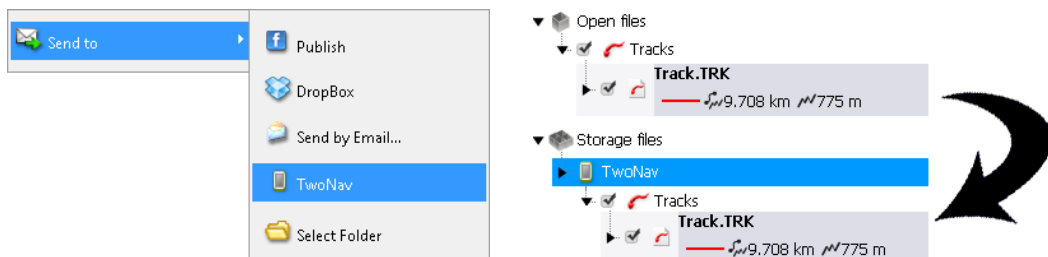 Send to
Publish
DropBox
Send by Email...
TwoNav
Select Folder
Open files
Tracks
Track.TRK
9.708 km 775 m
Storage files
TwoNav
Tracks
Track.TRK
9.708 km 775 m